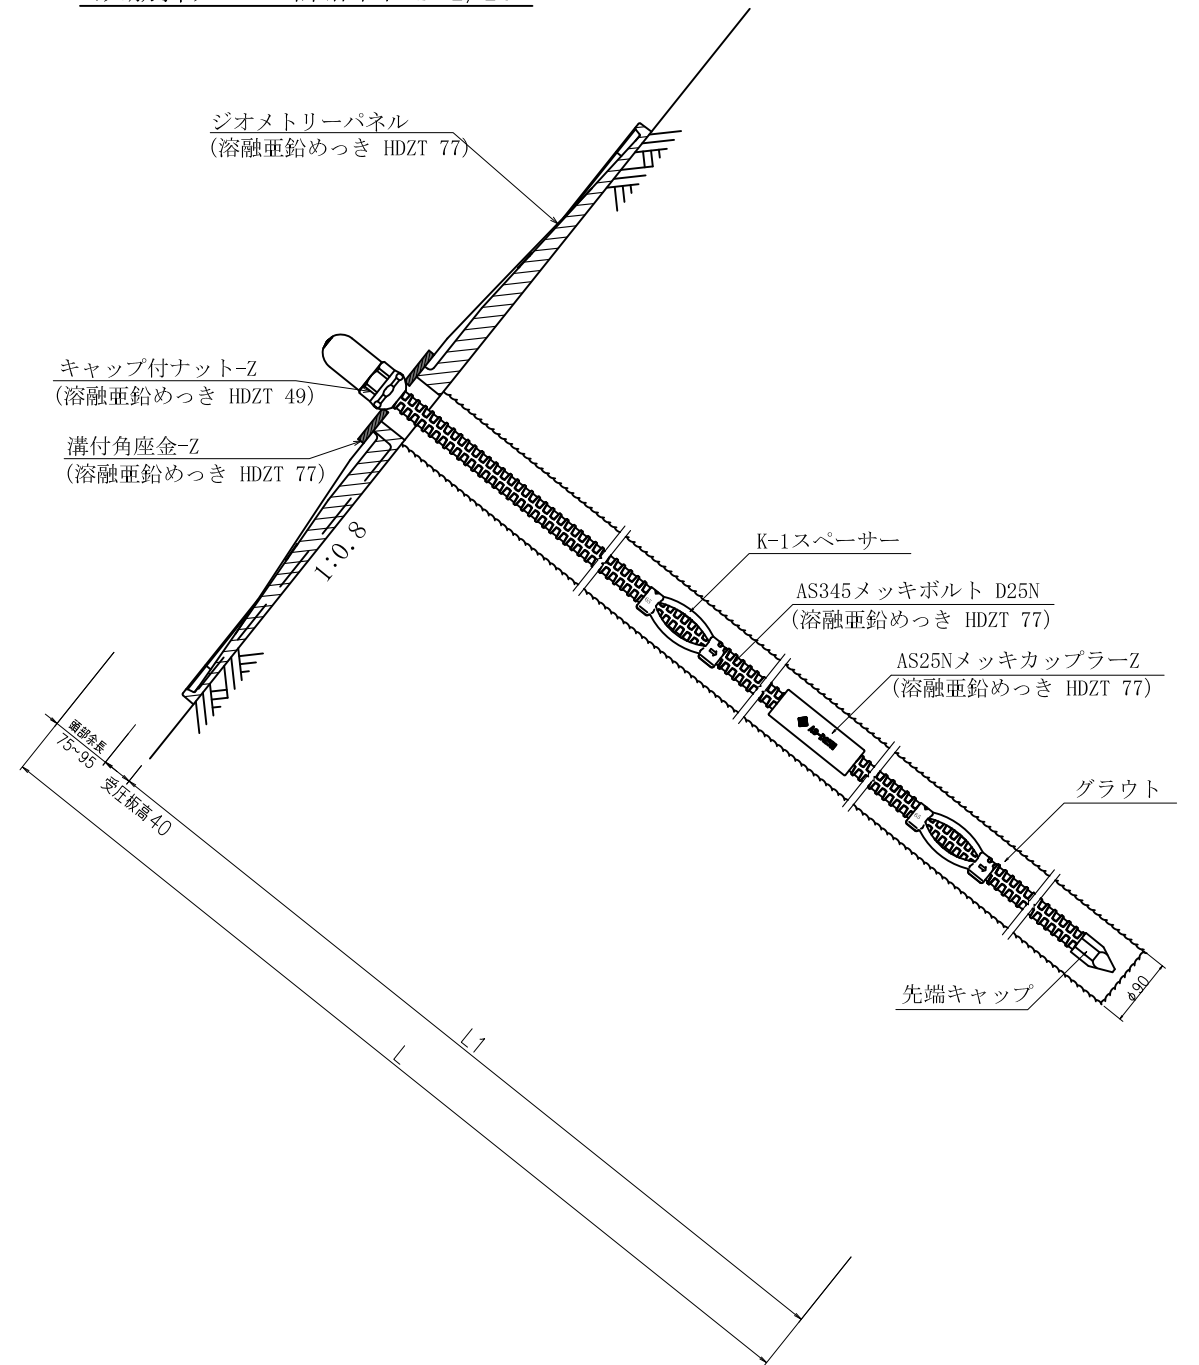 ジオメトリーパネル
(溶融亜鉛めっき HDZT 77)
キャップ付ナット-Z
(溶融亜鉛めっき HDZT 49)
溝付角座金-Z
(溶融亜鉛めっき HDZT 77)
1:0.8
K-1スペーサー
AS345メッキボルト D25N
(溶融亜鉛めっき HDZT 77)
AS25NメッキカップラーZ
(溶融亜鉛めっき HDZT 77)
グラウト
先端キャップ
φ90
頭部余長
75~95
受圧板高40
L1
L